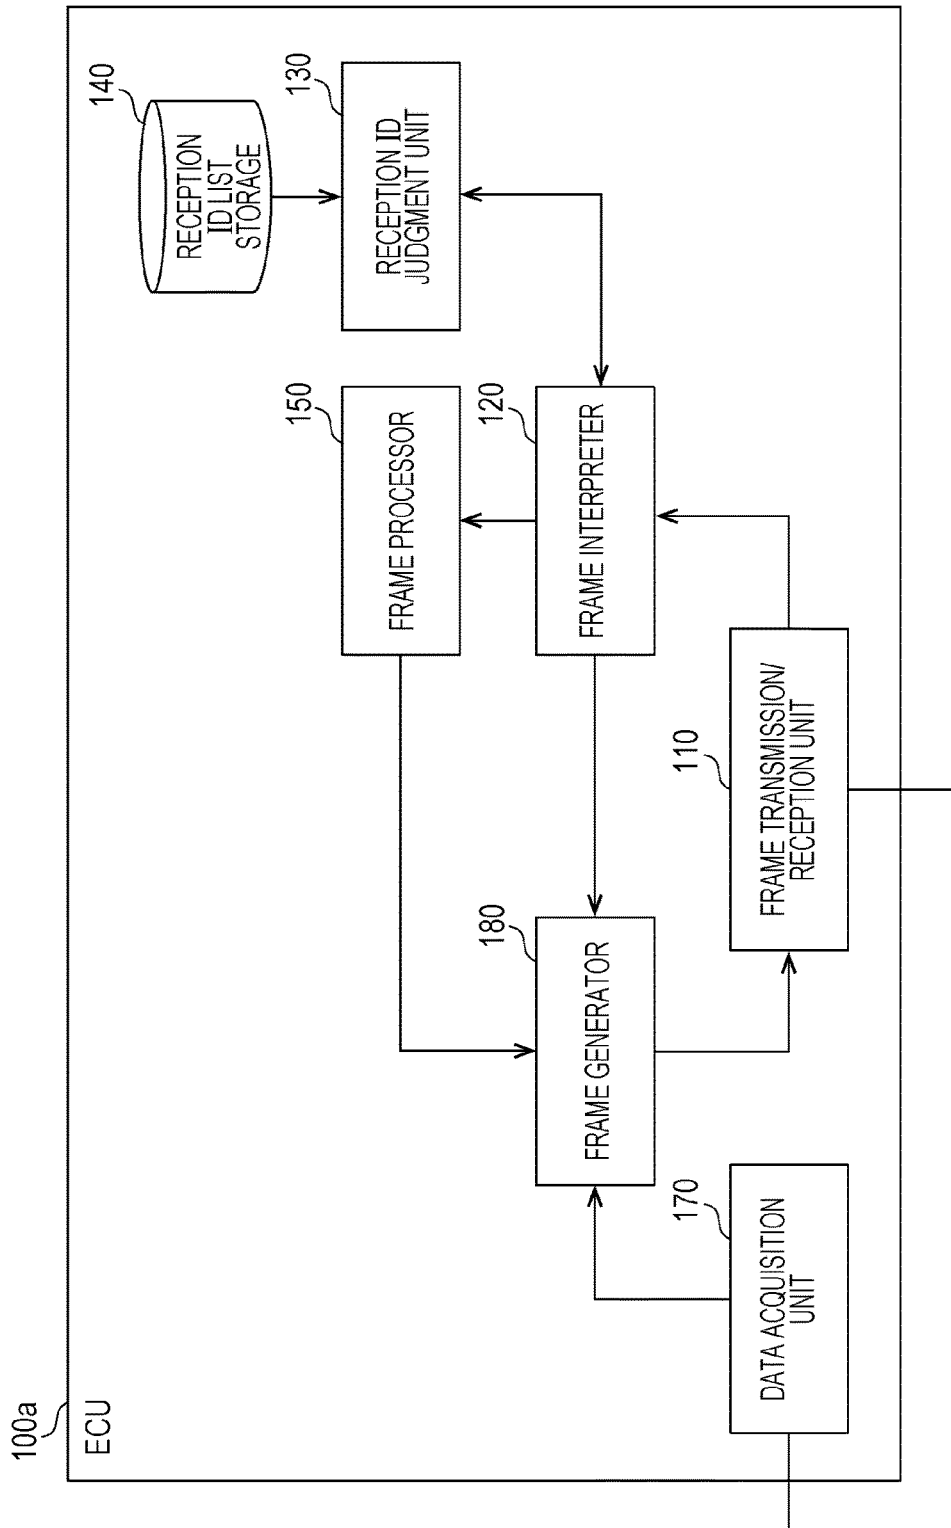 100a
ECU
140
RECEPTION
ID LIST
STORAGE
130
RECEPTION ID
JUDGMENT UNIT
150
FRAME PROCESSOR
120
FRAME INTERPRETER
180
FRAME GENERATOR
110
FRAME TRANSMISSION/
RECEPTION UNIT
170
DATA ACQUISITION
UNIT